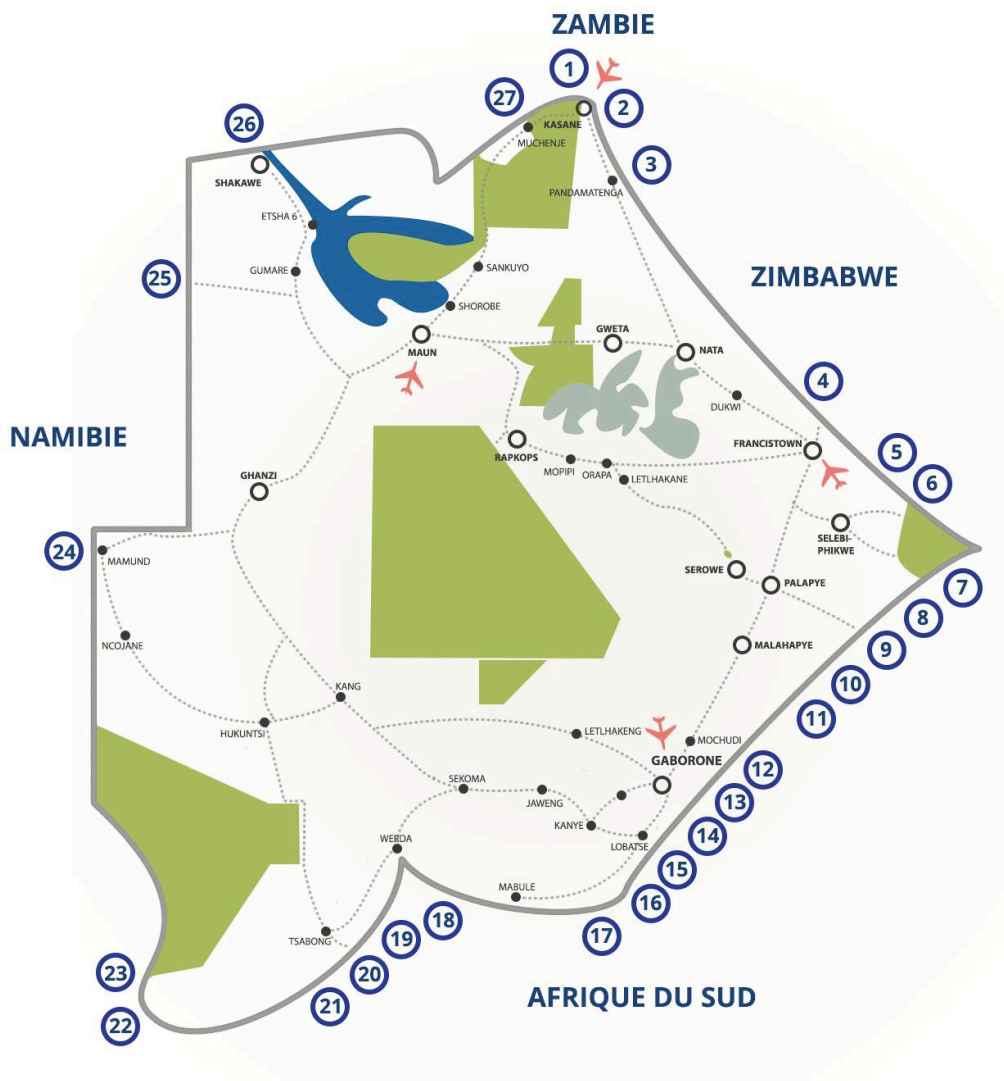 ZAMBIE
1
27
2
26
KASANE
MUCHENJE
3
SHAKAWE
PANDAMATENGA
ETSHA 6
ZIMBABWE
25
GUMARE
SANKUYO
SHOROBE
GWETA
NATA
MAUN
4
DUKWI
NAMIBIE
FRANCISTOWN
5
RAPKOPS
MOPIPI
ORAPA
LETLHAKANE
GHANZI
6
SELEBI-
PHIKWE
24
MAMUND
SEROWE
PALAPYE
7
8
NCOJANE
MALAHAPYE
9
10
KANG
11
HUKUNTSI
LETLHAKENG
MOCHUDI
GABORONE
12
SEKOMA
JAWENG
13
KANYE
14
WERDA
LOBATSE
15
MABULE
16
18
17
TSABONG
19
20
23
21
AFRIQUE DU SUD
22